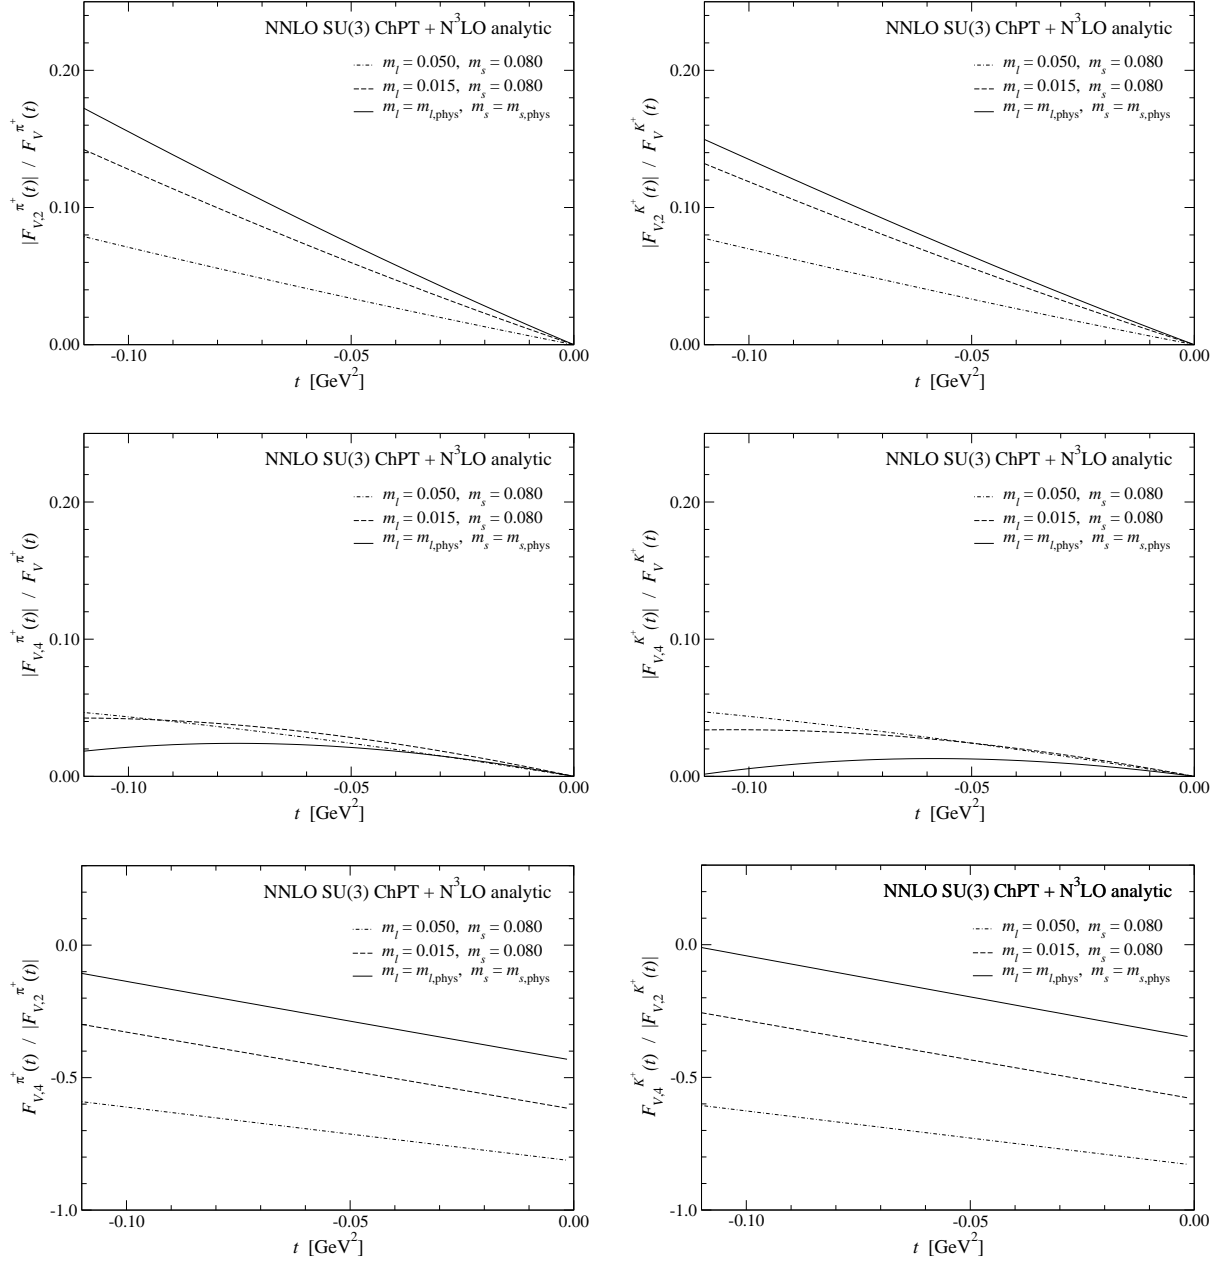 NNLO SU(3) ChPT + N³LO analytic
m_l = 0.050, m_s = 0.080
m_l = 0.015, m_s = 0.080
m_l = m_l,phys, m_s = m_s,phys
|F_V,2^π⁺(t)| / F_V^π⁺(t)
0.20
0.10
0.00
-0.10
-0.05
0.00
t [GeV²]
NNLO SU(3) ChPT + N³LO analytic
m_l = 0.050, m_s = 0.080
m_l = 0.015, m_s = 0.080
m_l = m_l,phys, m_s = m_s,phys
|F_V,2^K⁺(t)| / F_V^K⁺(t)
0.20
0.10
0.00
-0.10
-0.05
0.00
t [GeV²]
NNLO SU(3) ChPT + N³LO analytic
m_l = 0.050, m_s = 0.080
m_l = 0.015, m_s = 0.080
m_l = m_l,phys, m_s = m_s,phys
|F_V,4^π⁺(t)| / F_V^π⁺(t)
0.20
0.10
0.00
-0.10
-0.05
0.00
t [GeV²]
NNLO SU(3) ChPT + N³LO analytic
m_l = 0.050, m_s = 0.080
m_l = 0.015, m_s = 0.080
m_l = m_l,phys, m_s = m_s,phys
|F_V,4^K⁺(t)| / F_V^K⁺(t)
0.20
0.10
0.00
-0.10
-0.05
0.00
t [GeV²]
NNLO SU(3) ChPT + N³LO analytic
m_l = 0.050, m_s = 0.080
m_l = 0.015, m_s = 0.080
m_l = m_l,phys, m_s = m_s,phys
F_V,4^π⁺(t) / |F_V,2^π⁺(t)|
0.0
-0.5
-1.0
-0.10
-0.05
0.00
t [GeV²]
NNLO SU(3) ChPT + N³LO analytic
m_l = 0.050, m_s = 0.080
m_l = 0.015, m_s = 0.080
m_l = m_l,phys, m_s = m_s,phys
F_V,4^K⁺(t) / |F_V,2^K⁺(t)|
0.0
-0.5
-1.0
-0.10
-0.05
0.00
t [GeV²]